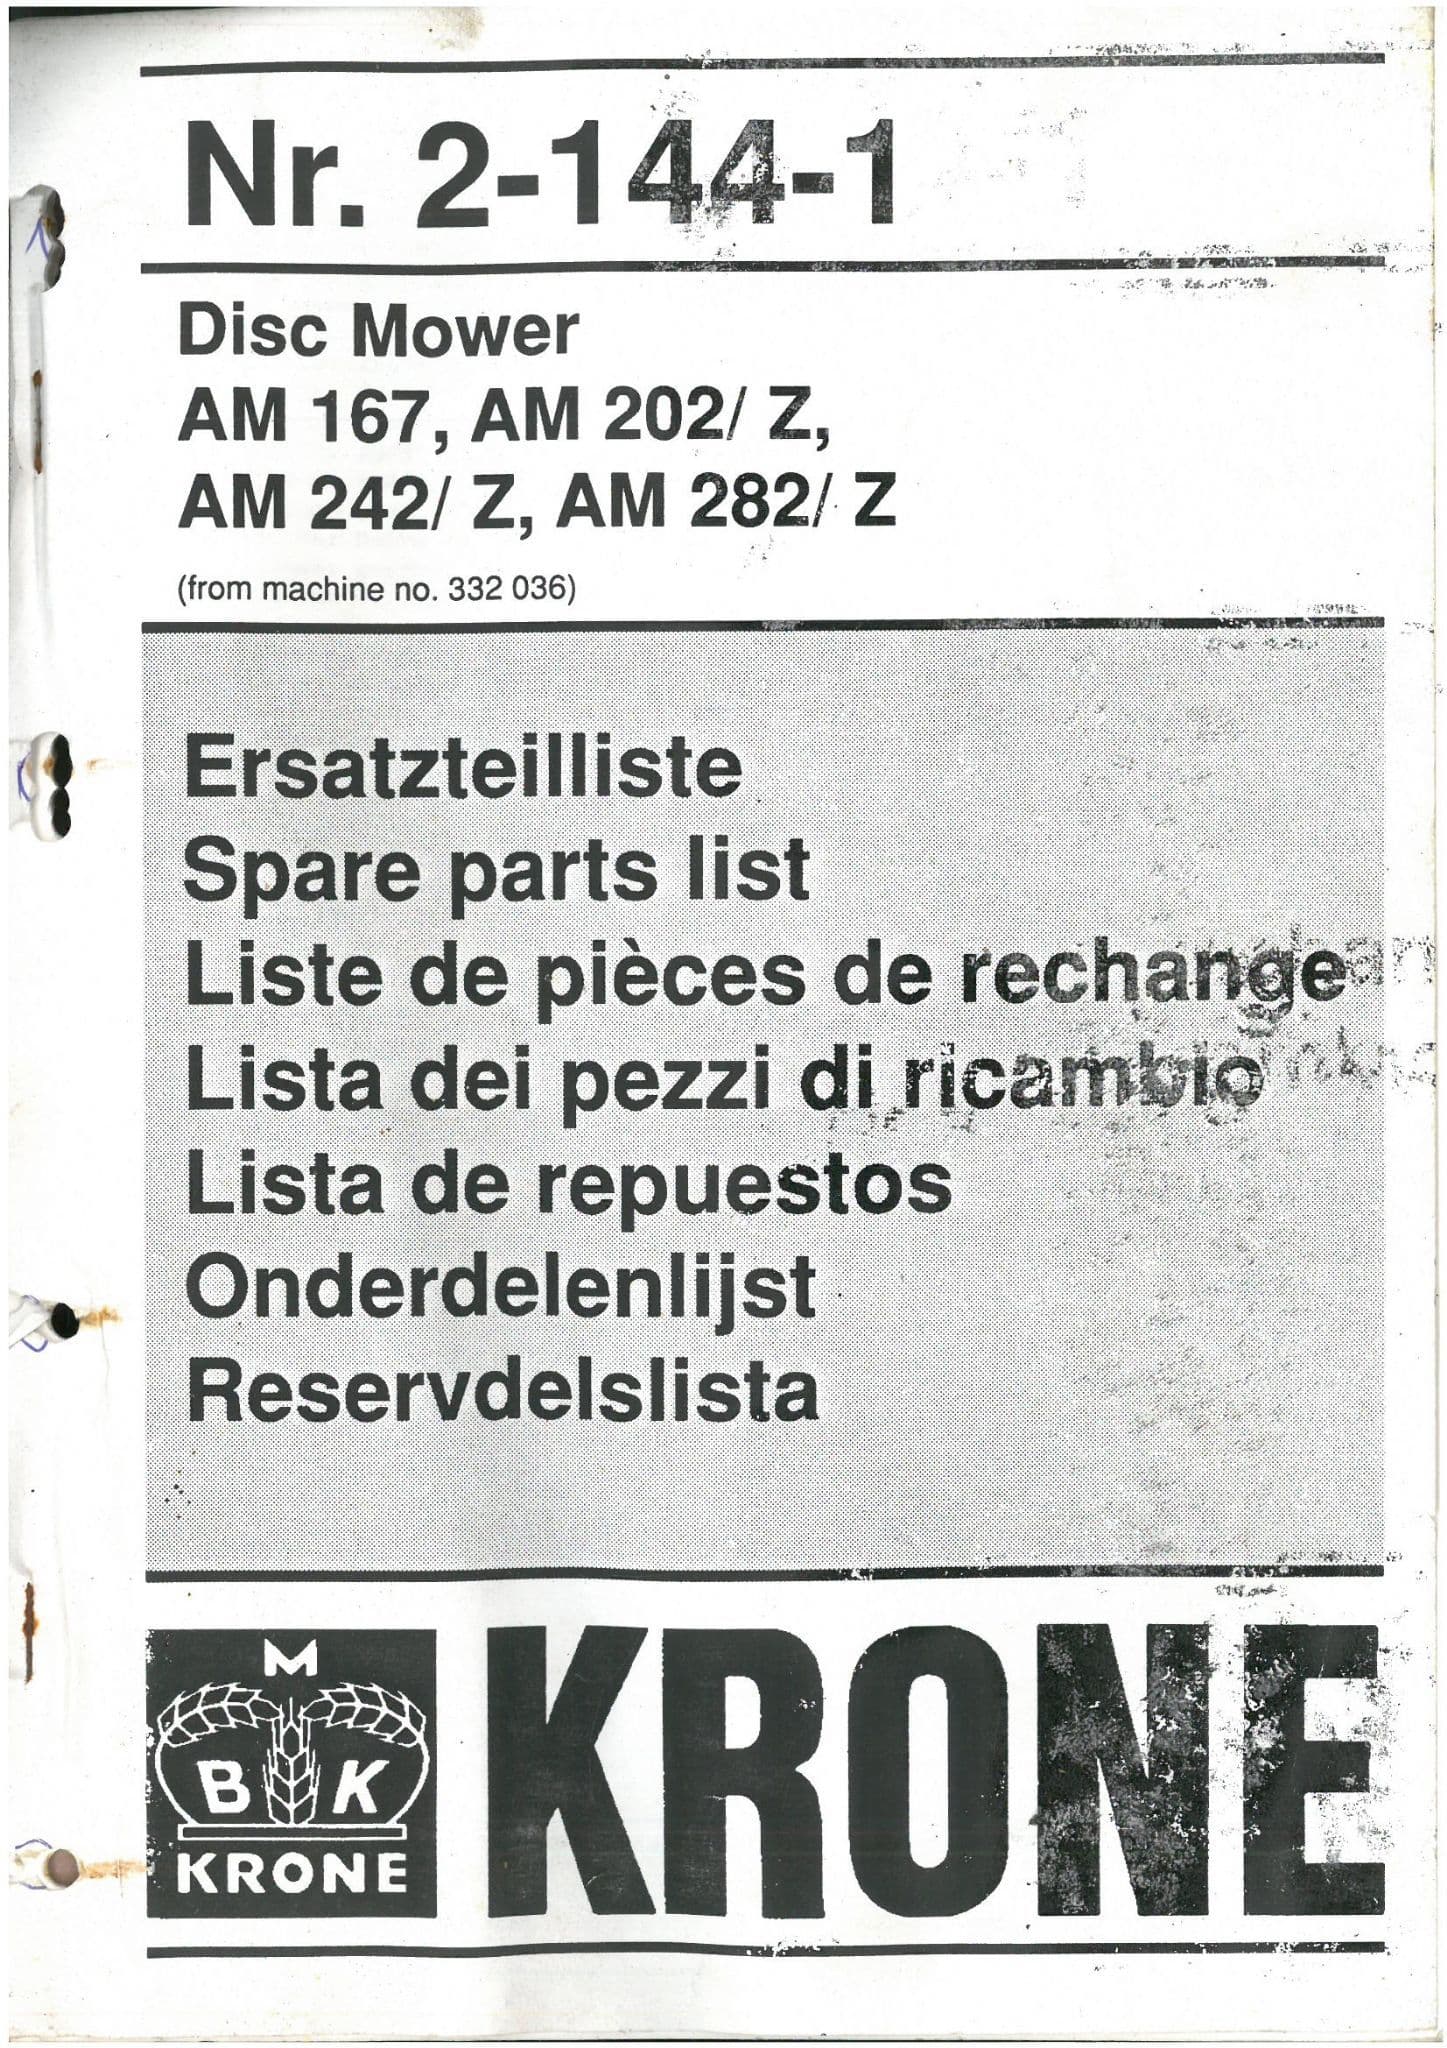 Nr. 2-144-1
Disc Mower
AM 167, AM 202/ Z,
AM 242/ Z, AM 282/ Z
(from machine no. 332 036)
Ersatzteilliste
Spare parts list
Liste de pièces de rechange
Lista dei pezzi di ricambio
Lista de repuestos
Onderdelenlijst
Reservdelslista
M
B K
KRONE
KRONE